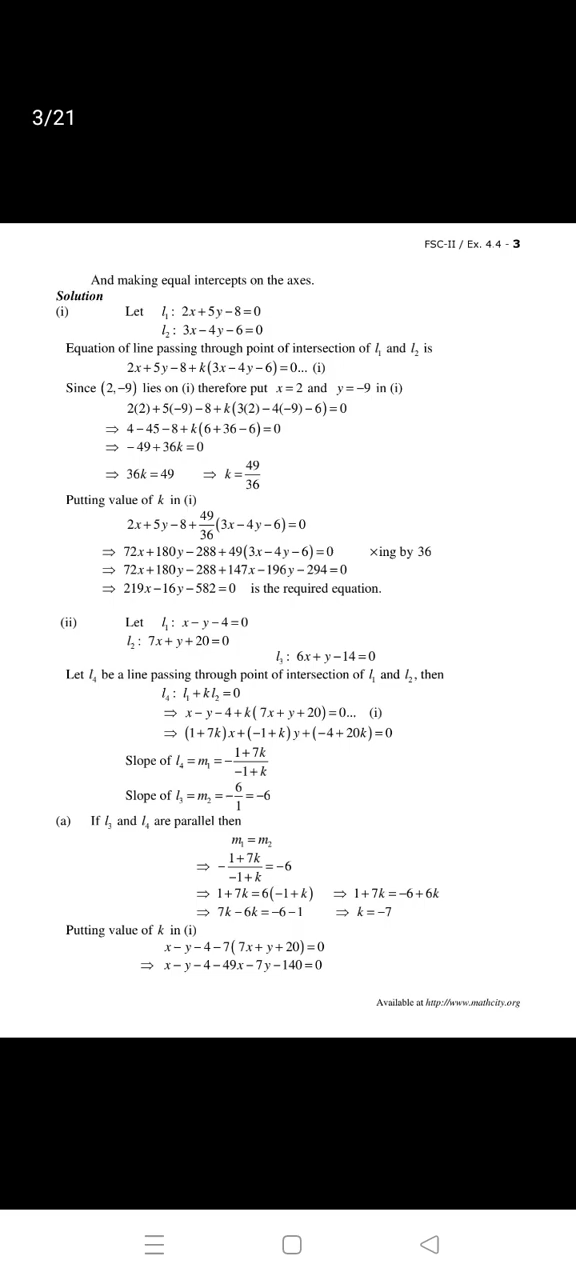 3/21
FSC-II / Ex. 4.4 - 3
And making equal intercepts on the axes.
Solution
(i) Let l₁ : 2x+5y−8=0
l₂ : 3x−4y−6=0
Equation of line passing through point of intersection of l₁ and l₂ is
2x+5y−8+k(3x−4y−6)=0... (i)
Since (2,−9) lies on (i) therefore put x=2 and y=−9 in (i)
2(2)+5(−9)−8+k(3(2)−4(−9)−6)=0
⇒ 4−45−8+k(6+36−6)=0
⇒ −49+36k=0
⇒ 36k=49 ⇒ k=49/36
Putting value of k in (i)
2x+5y−8+49/36(3x−4y−6)=0
⇒ 72x+180y−288+49(3x−4y−6)=0 ×ing by 36
⇒ 72x+180y−288+147x−196y−294=0
⇒ 219x−16y−582=0 is the required equation.
(ii) Let l₁ : x−y−4=0
l₂ : 7x+y+20=0
l₃ : 6x+y−14=0
Let l₄ be a line passing through point of intersection of l₁ and l₂, then
l₄ : l₁+k l₂=0
⇒ x−y−4+k(7x+y+20)=0... (i)
⇒ (1+7k)x+(−1+k)y+(−4+20k)=0
Slope of l₄=m₁=−(1+7k)/(−1+k)
Slope of l₃=m₂=−6/1=−6
(a) If l₃ and l₄ are parallel then
m₁=m₂
⇒ −(1+7k)/(−1+k)=−6
⇒ 1+7k=6(−1+k) ⇒ 1+7k=−6+6k
⇒ 7k−6k=−6−1 ⇒ k=−7
Putting value of k in (i)
x−y−4−7(7x+y+20)=0
⇒ x−y−4−49x−7y−140=0
Available at http://www.mathcity.org